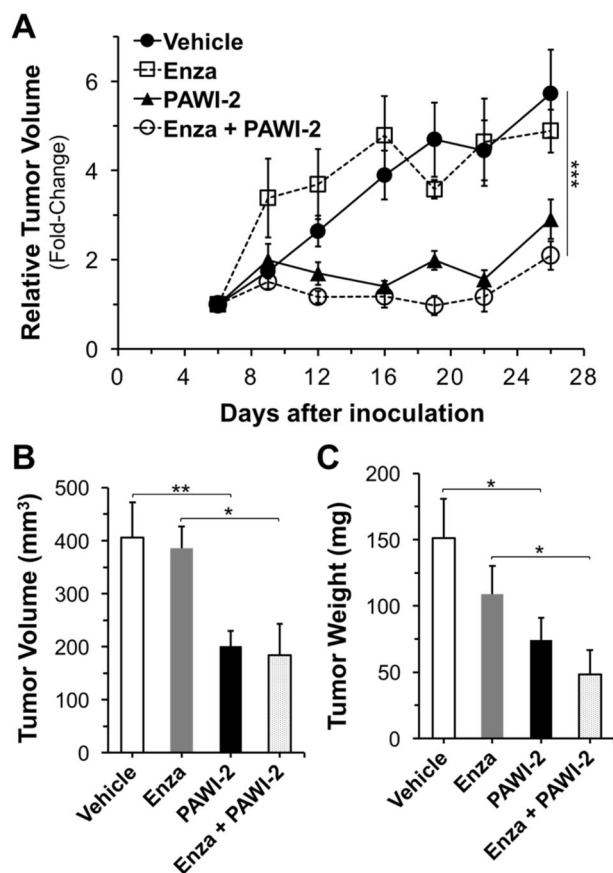 A
Vehicle
Enza
PAWI-2
Enza + PAWI-2
Relative Tumor Volume
(Fold-Change)
6
4
2
0
***
0 4 8 12 16 20 24 28
Days after inoculation
B
Tumor Volume (mm³)
500
400
300
200
100
0
**
*
Vehicle
Enza
PAWI-2
Enza + PAWI-2
C
Tumor Weight (mg)
200
150
100
50
0
*
*
Vehicle
Enza
PAWI-2
Enza + PAWI-2